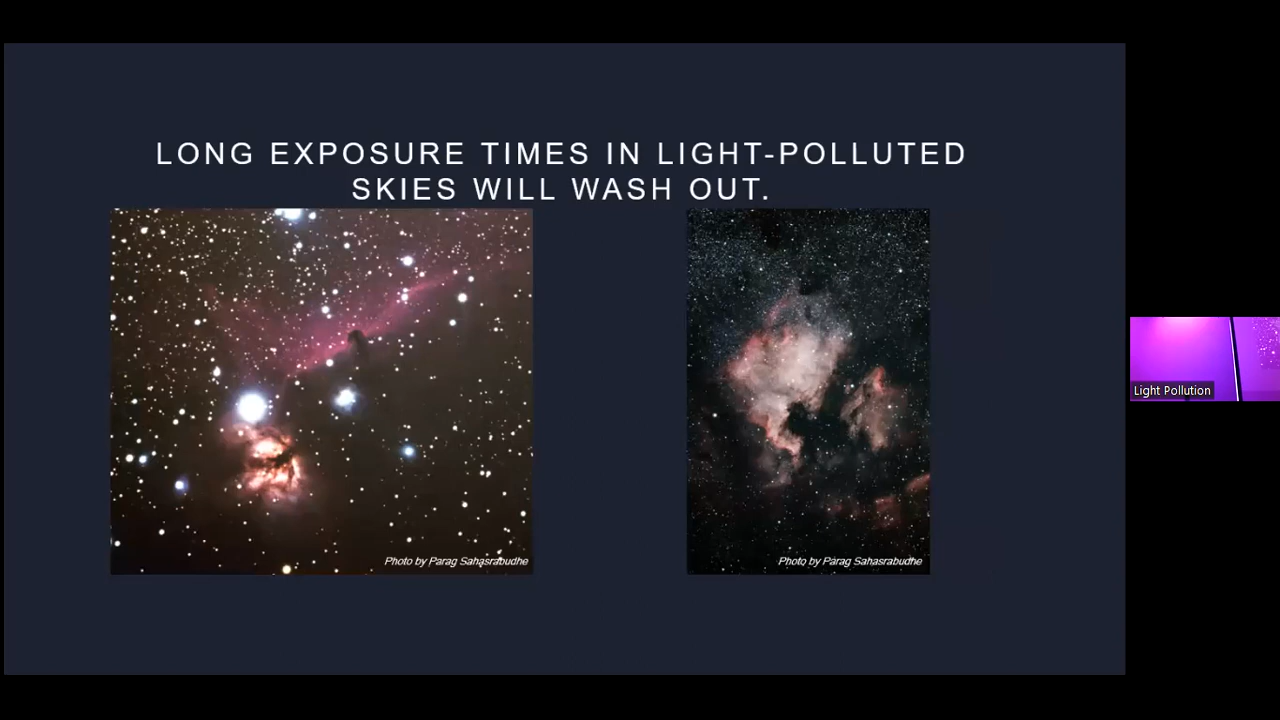 LONG EXPOSURE TIMES IN LIGHT-POLLUTED
SKIES WILL WASH OUT.
Photo by Parag Sahasrabudhe
Photo by Parag Sahasrabudhe
Light Pollution